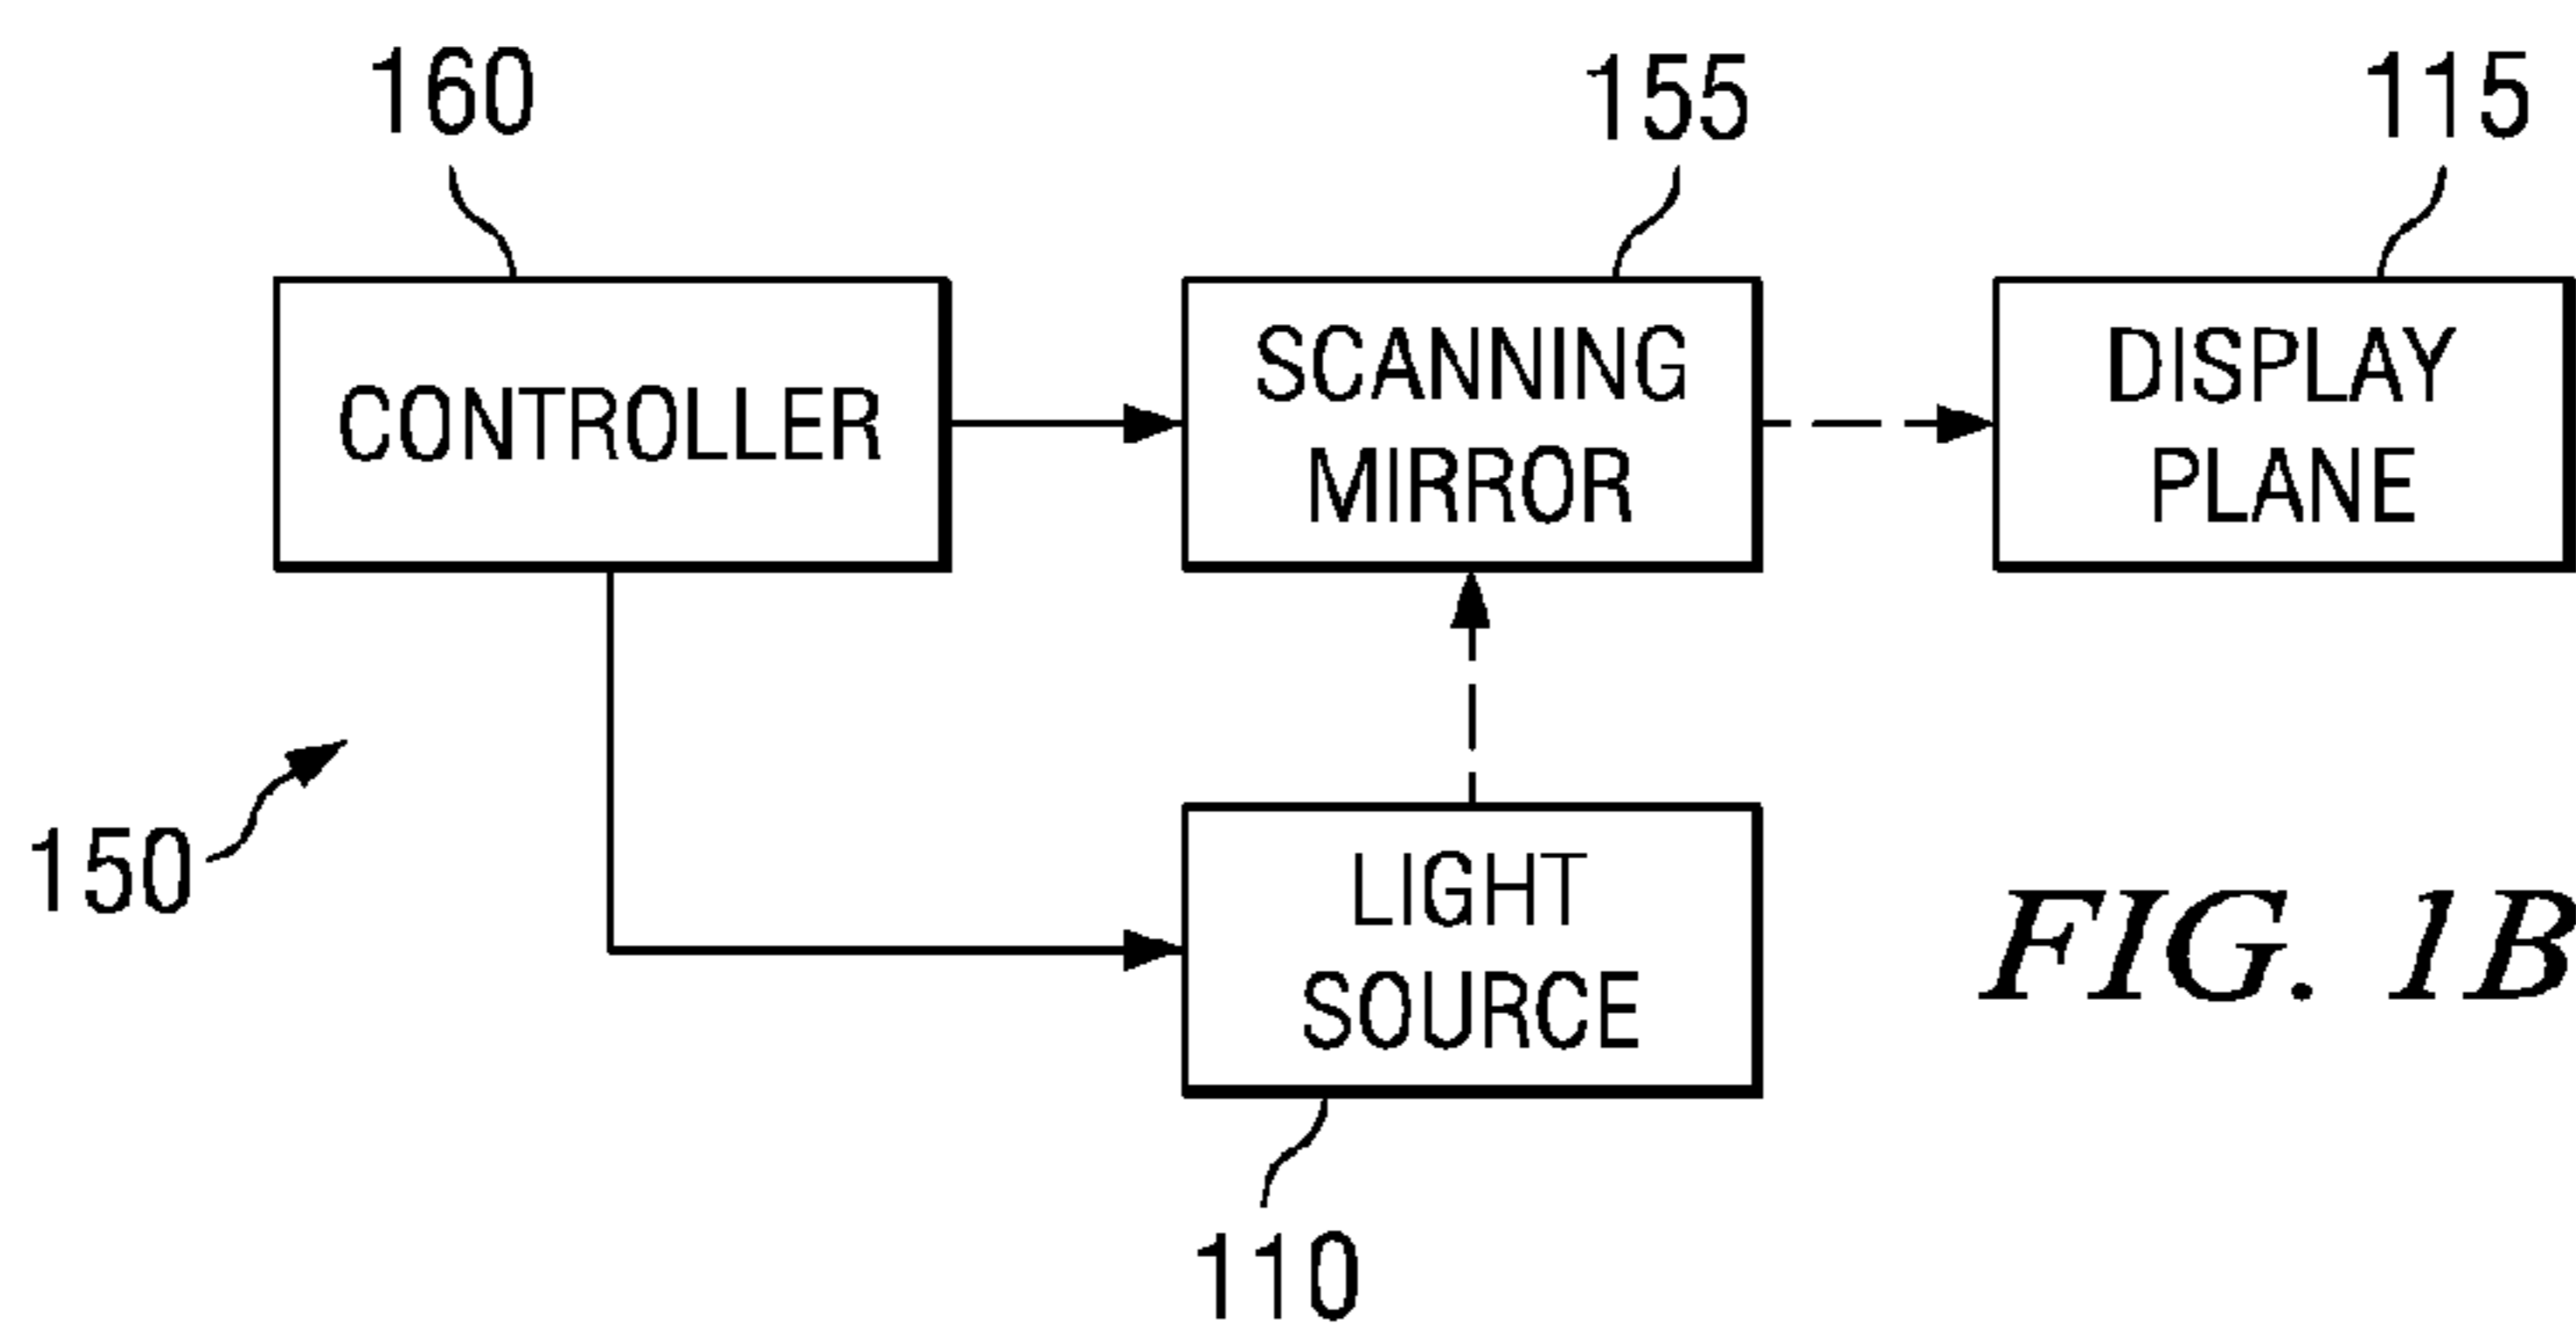 160
155
115
CONTROLLER
SCANNING
MIRROR
DISPLAY
PLANE
150
LIGHT
SOURCE
110
FIG. 1B